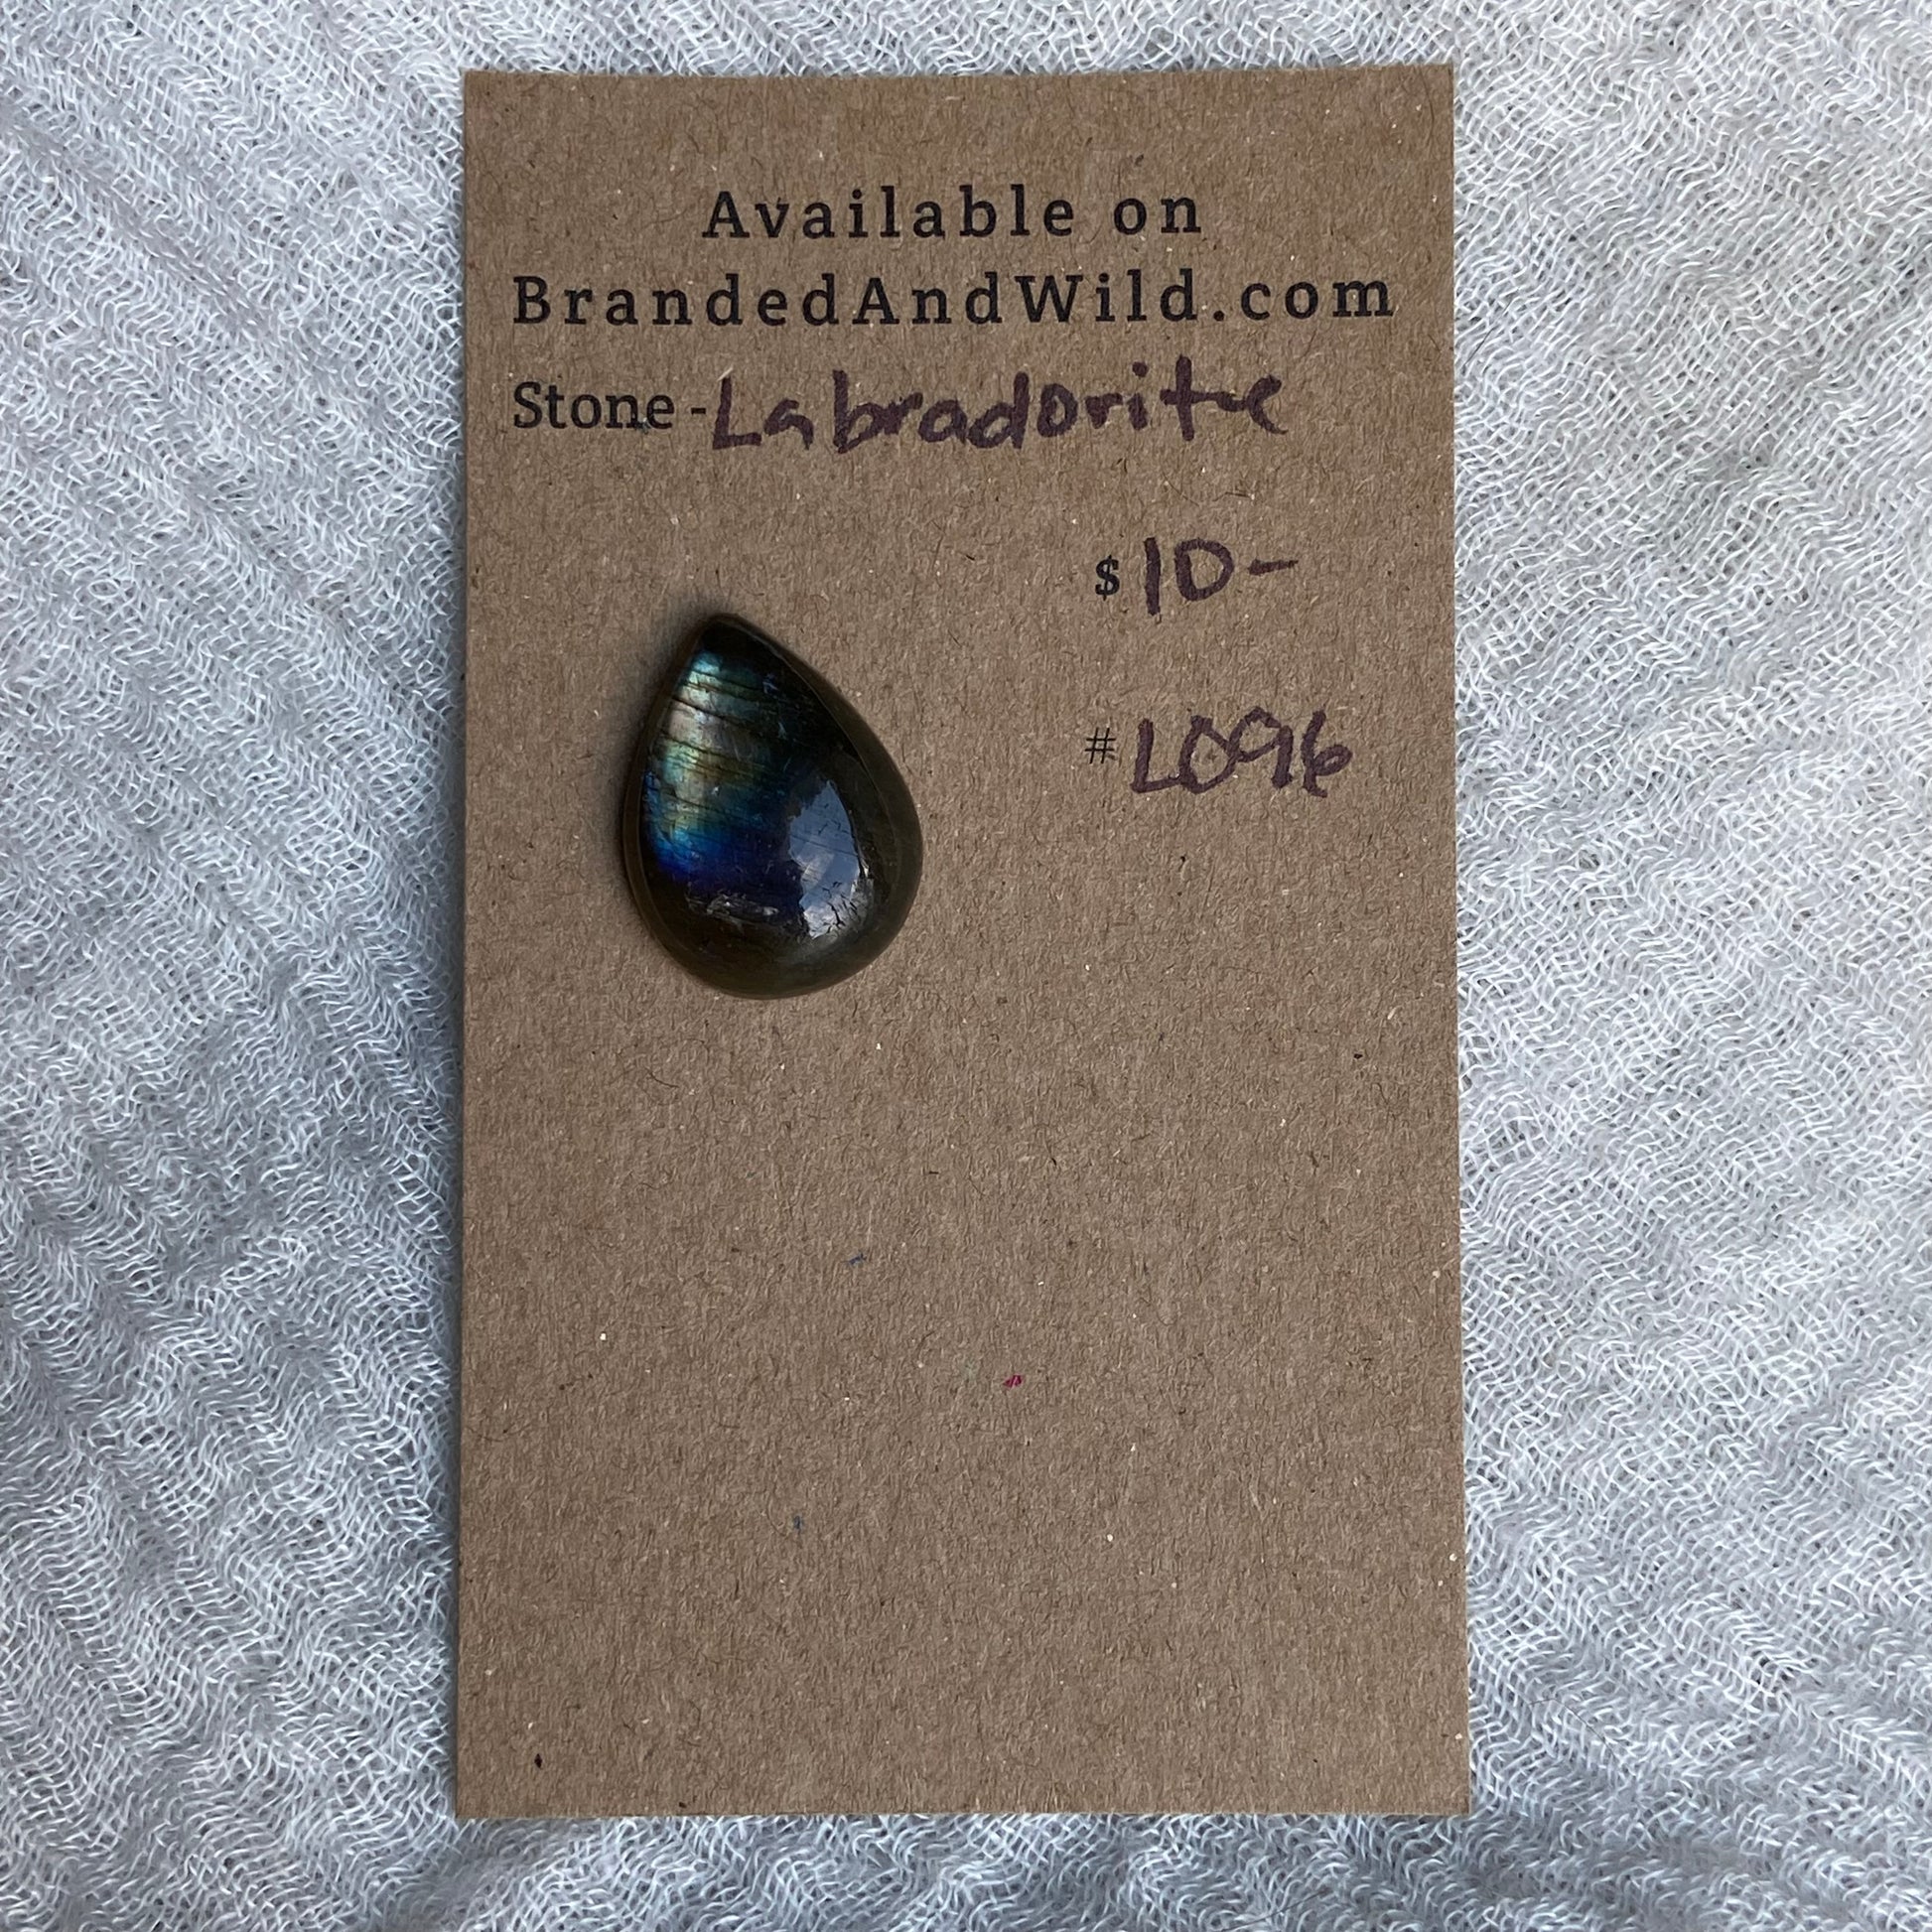 Available on
BrandedAndWild.com
Stone - Labradorite
$ 10-
# L096